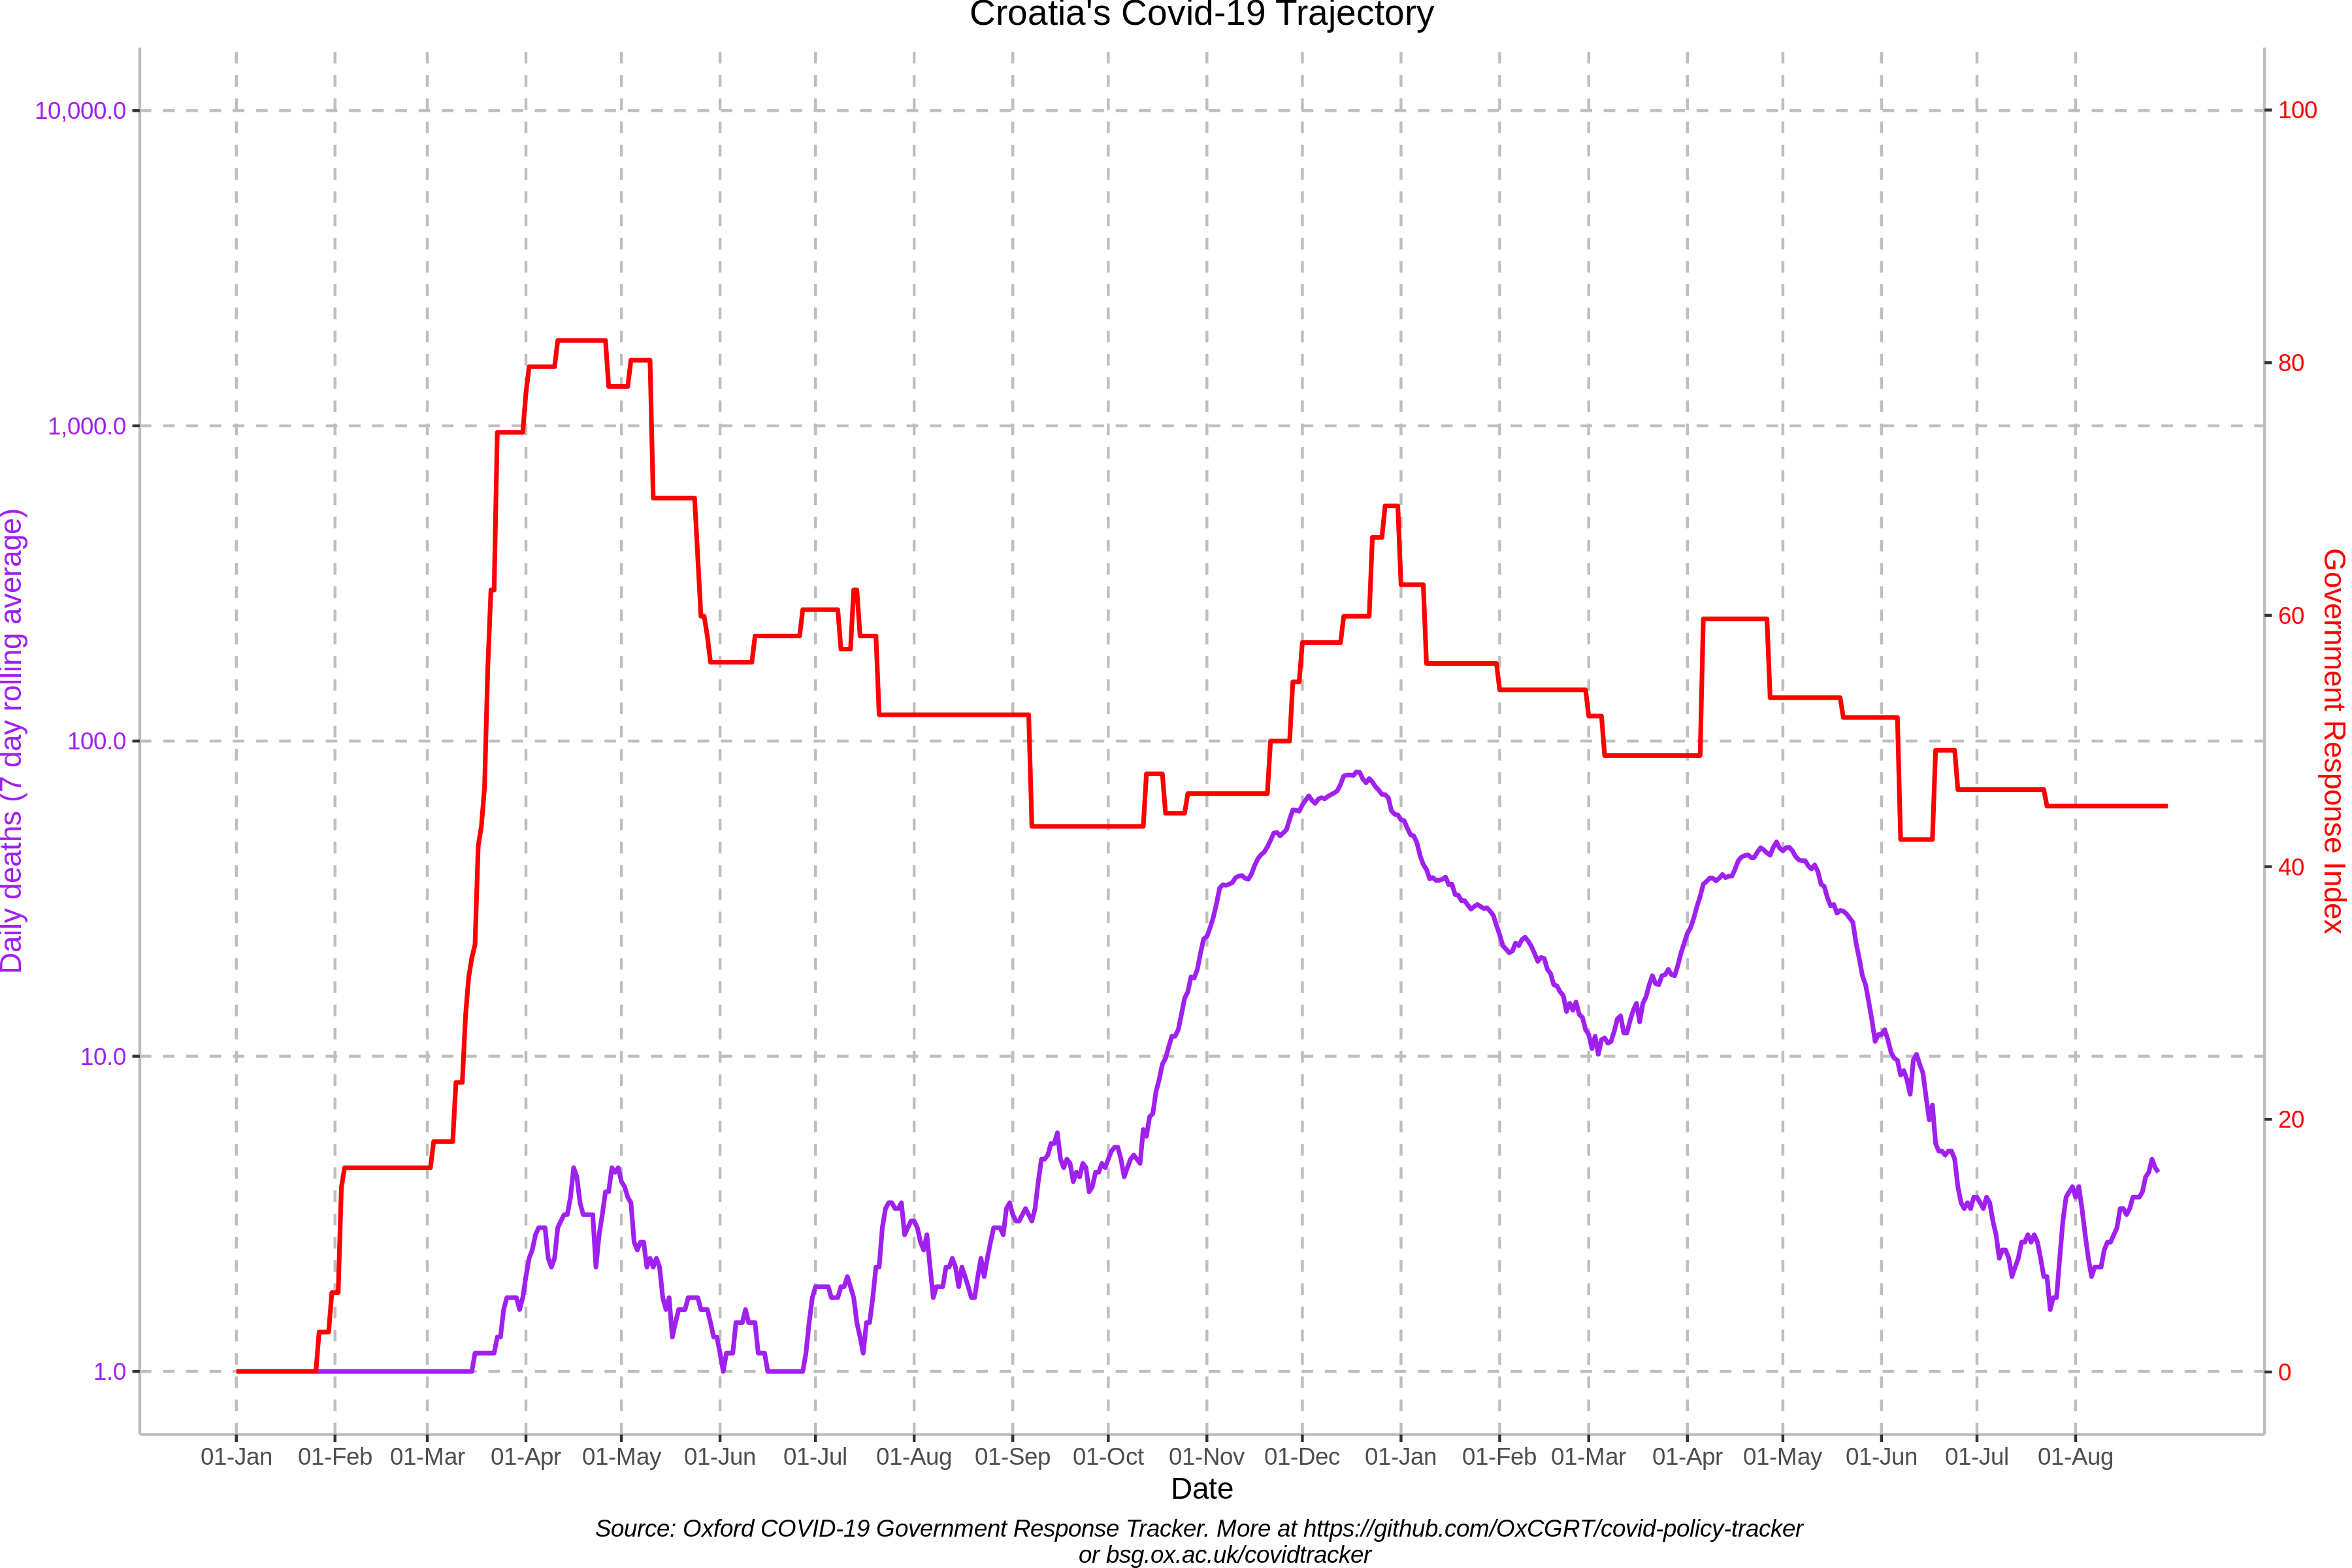 Croatia's Covid-19 Trajectory
10,000.0
1,000.0
100.0
10.0
1.0
Daily deaths (7 day rolling average)
100
80
60
40
20
0
Government Response Index
01-Jan 01-Feb 01-Mar 01-Apr 01-May 01-Jun 01-Jul 01-Aug 01-Sep 01-Oct 01-Nov 01-Dec 01-Jan 01-Feb 01-Mar 01-Apr 01-May 01-Jun 01-Jul 01-Aug
Date
Source: Oxford COVID-19 Government Response Tracker. More at https://github.com/OxCGRT/covid-policy-tracker
or bsg.ox.ac.uk/covidtracker